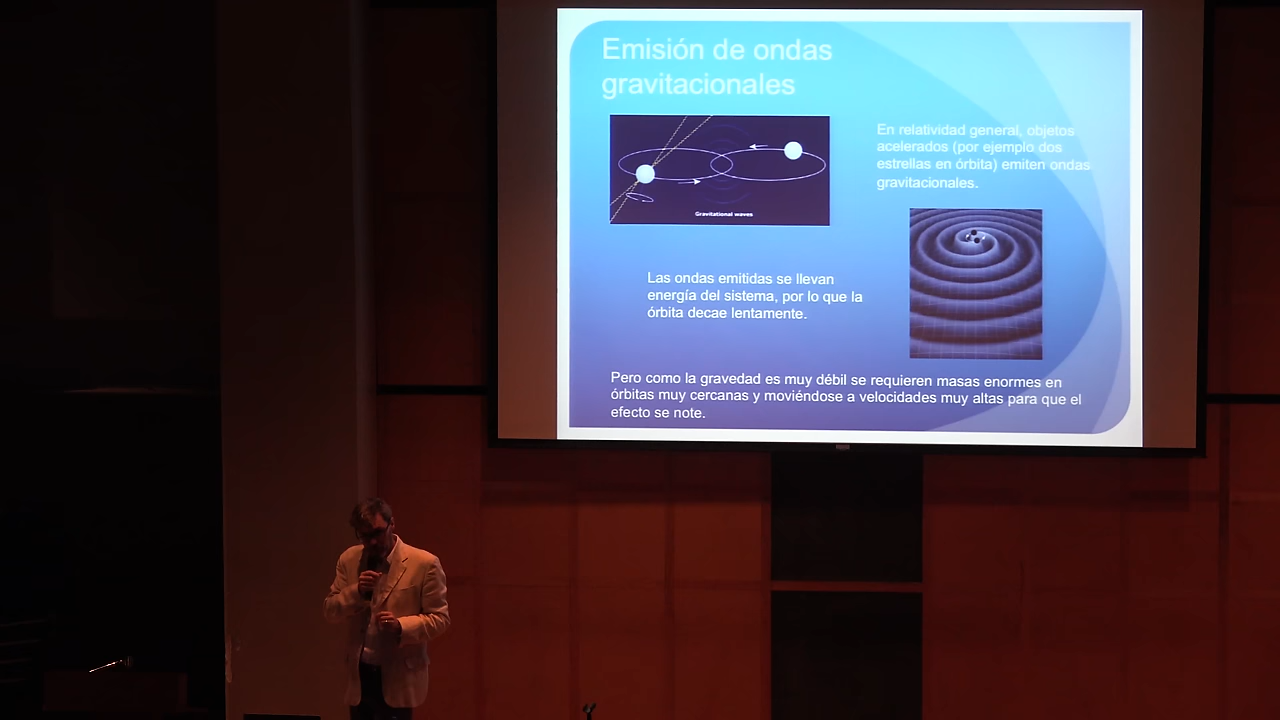 Emisión de ondas
gravitacionales
Gravitational waves
En relatividad general, objetos
acelerados (por ejemplo dos
estrellas en órbita) emiten ondas
gravitacionales.
Las ondas emitidas se llevan
energía del sistema, por lo que la
órbita decae lentamente.
Pero como la gravedad es muy débil se requieren masas enormes en
órbitas muy cercanas y moviéndose a velocidades muy altas para que el
efecto se note.